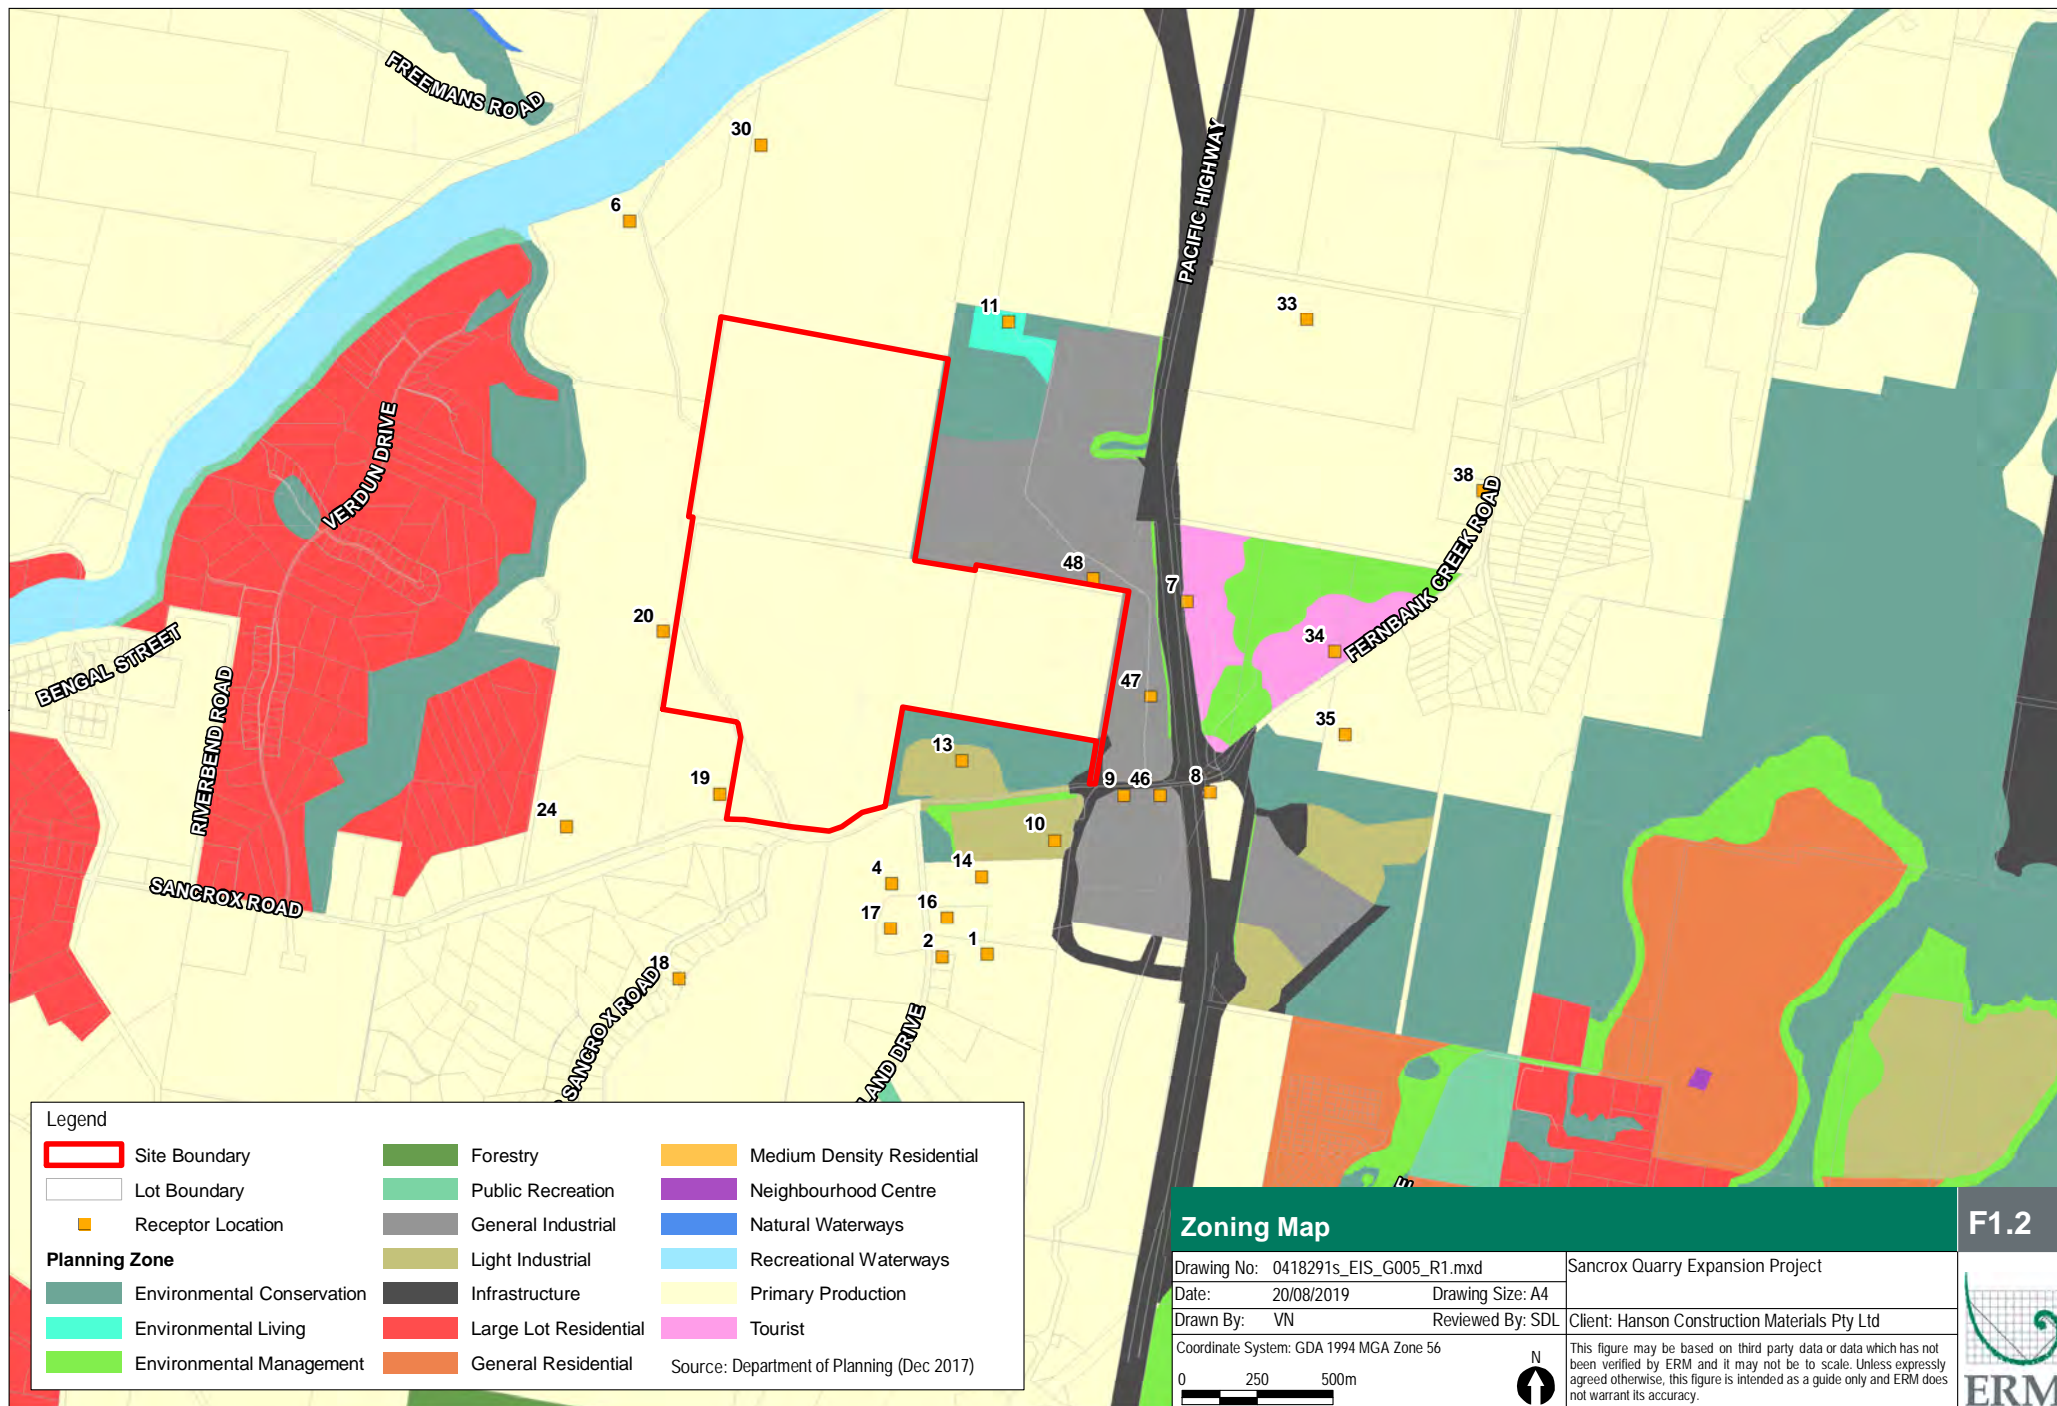 FREEMANS ROAD
30
6
PACIFIC HIGHWAY
11
33
VERDUN DRIVE
38
48
7
20
34
FERNBANK CREEK ROAD
BENGAL STREET
RIVERBEND ROAD
47
35
13
19
9
46
8
24
10
14
4
SANCROX ROAD
16
17
2
1
18
SANCROX ROAD
LAND DRIVE
Legend
Site Boundary
Lot Boundary
Receptor Location
Planning Zone
Environmental Conservation
Environmental Living
Environmental Management
Forestry
Public Recreation
General Industrial
Light Industrial
Infrastructure
Large Lot Residential
General Residential
Medium Density Residential
Neighbourhood Centre
Natural Waterways
Recreational Waterways
Primary Production
Tourist
Source: Department of Planning (Dec 2017)
Zoning Map
F1.2
Drawing No: 0418291s_EIS_G005_R1.mxd
Sancrox Quarry Expansion Project
Date: 20/08/2019 Drawing Size: A4
Drawn By: VN Reviewed By: SDL
Client: Hanson Construction Materials Pty Ltd
Coordinate System: GDA 1994 MGA Zone 56
N
0 250 500m
This figure may be based on third party data or data which has not
been verified by ERM and it may not be to scale. Unless expressly
agreed otherwise, this figure is intended as a guide only and ERM does
not warrant its accuracy.
ERM